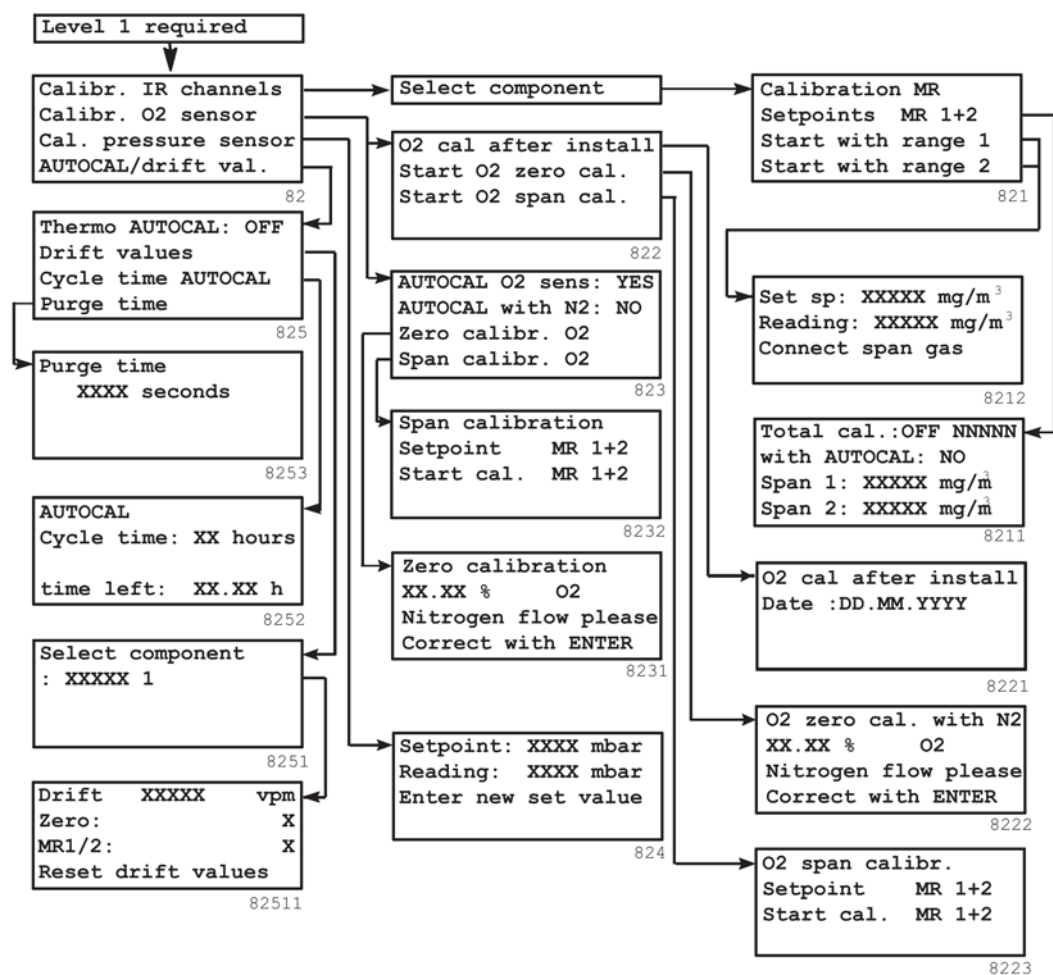 Level 1 required
Calibr. IR channels
Calibr. O2 sensor
Cal. pressure sensor
AUTOCAL/drift val.
82
Thermo AUTOCAL: OFF
Drift values
Cycle time AUTOCAL
Purge time
825
Purge time
XXXX seconds
8253
AUTOCAL
Cycle time: XX hours
time left: XX.XX h
8252
Select component
: XXXXX 1
8251
Drift XXXXX vpm
Zero: X
MR1/2: X
Reset drift values
82511
Select component
O2 cal after install
Start O2 zero cal.
Start O2 span cal.
822
AUTOCAL O2 sens: YES
AUTOCAL with N2: NO
Zero calibr. O2
Span calibr. O2
823
Span calibration
Setpoint MR 1+2
Start cal. MR 1+2
8232
Zero calibration
XX.XX % O2
Nitrogen flow please
Correct with ENTER
8231
Setpoint: XXXX mbar
Reading: XXXX mbar
Enter new set value
824
Calibration MR
Setpoints MR 1+2
Start with range 1
Start with range 2
821
Set sp: XXXXX mg/m³
Reading: XXXXX mg/m³
Connect span gas
8212
Total cal.:OFF NNNNN
with AUTOCAL: NO
Span 1: XXXXX mg/m³
Span 2: XXXXX mg/m³
8211
O2 cal after install
Date :DD.MM.YYYY
8221
O2 zero cal. with N2
XX.XX % O2
Nitrogen flow please
Correct with ENTER
8222
O2 span calibr.
Setpoint MR 1+2
Start cal. MR 1+2
8223